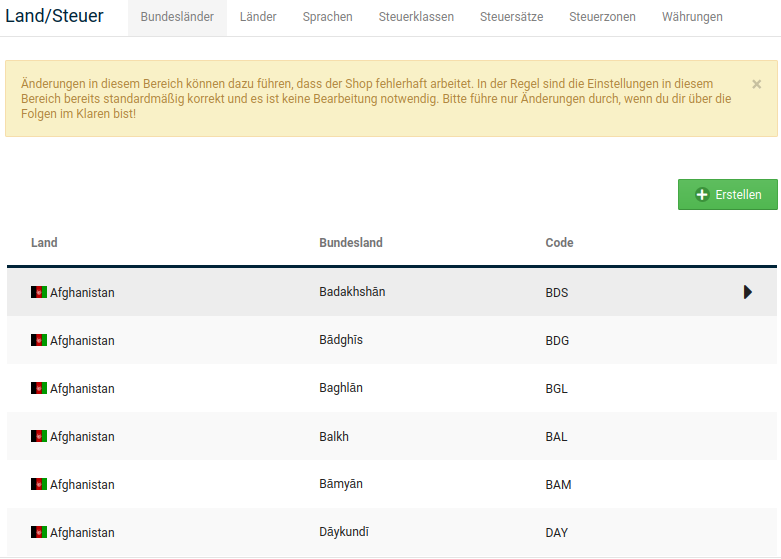 Land/Steuer Bundesländer Länder Sprachen Steuerklassen Steuersätze Steuerzonen Währungen
Änderungen in diesem Bereich können dazu führen, dass der Shop fehlerhaft arbeitet. In der Regel sind die Einstellungen in diesem ×
Bereich bereits standardmäßig korrekt und es ist keine Bearbeitung notwendig. Bitte führe nur Änderungen durch, wenn du dir über die
Folgen im Klaren bist!
Erstellen
Land Bundesland Code
Afghanistan Badakhshān BDS
Afghanistan Bādghīs BDG
Afghanistan Baghlān BGL
Afghanistan Balkh BAL
Afghanistan Bāmyān BAM
Afghanistan Dāykundī DAY